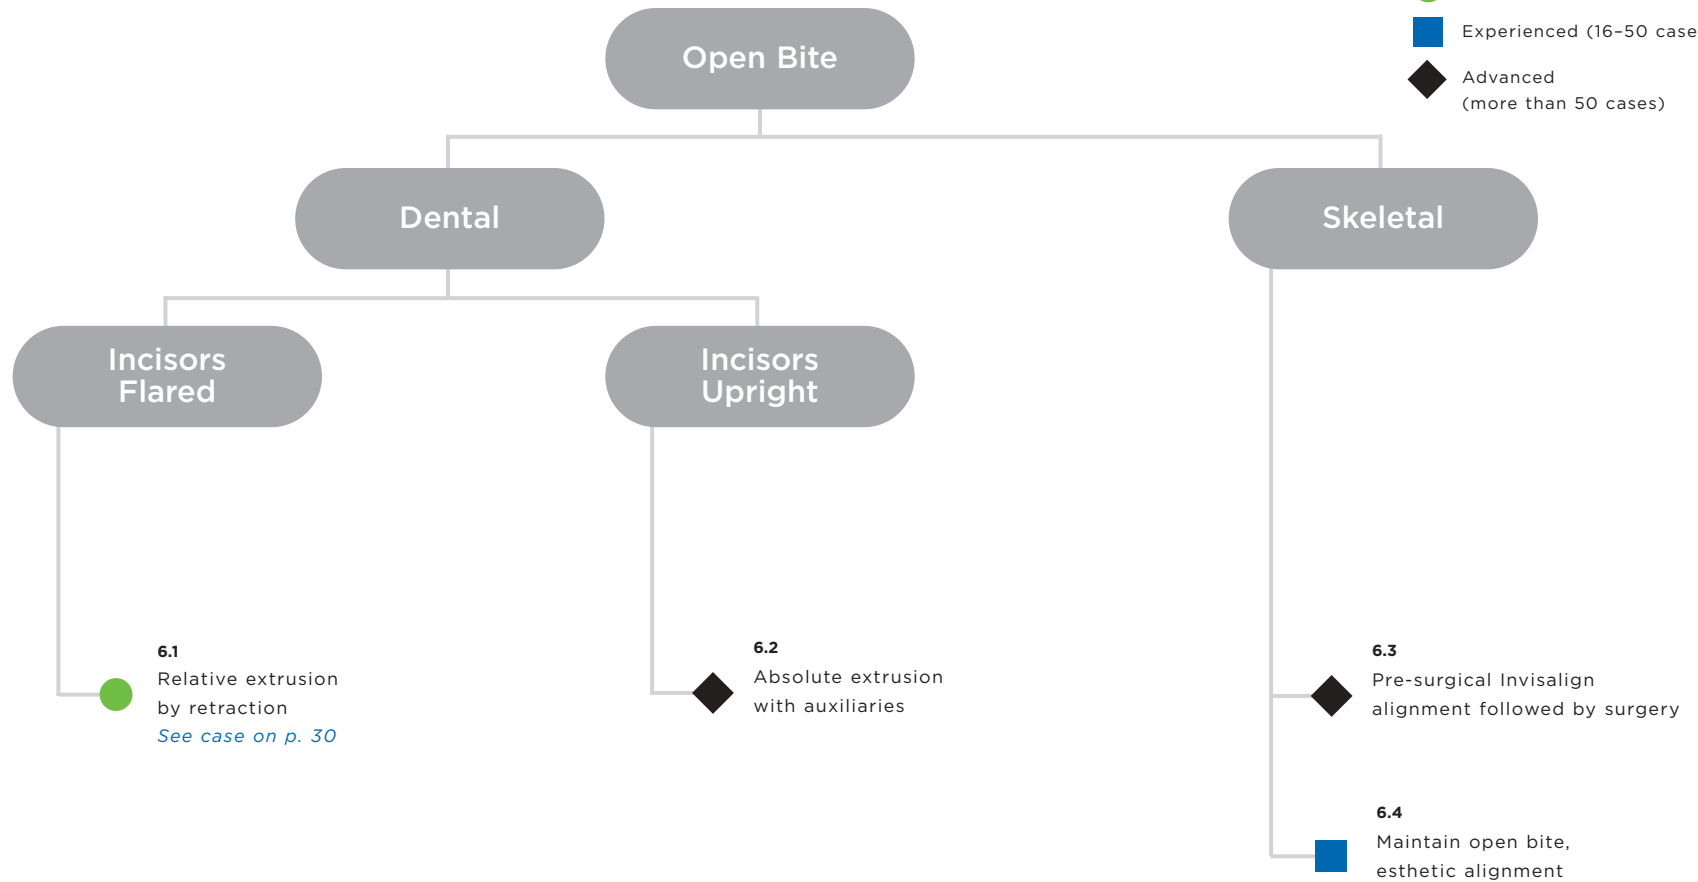 Experienced (16–50 case
Advanced
(more than 50 cases)
Open Bite
Dental
Skeletal
Incisors
Flared
Incisors
Upright
6.1
Relative extrusion
by retraction
See case on p. 30
6.2
Absolute extrusion
with auxiliaries
6.3
Pre-surgical Invisalign
alignment followed by surgery
6.4
Maintain open bite,
esthetic alignment